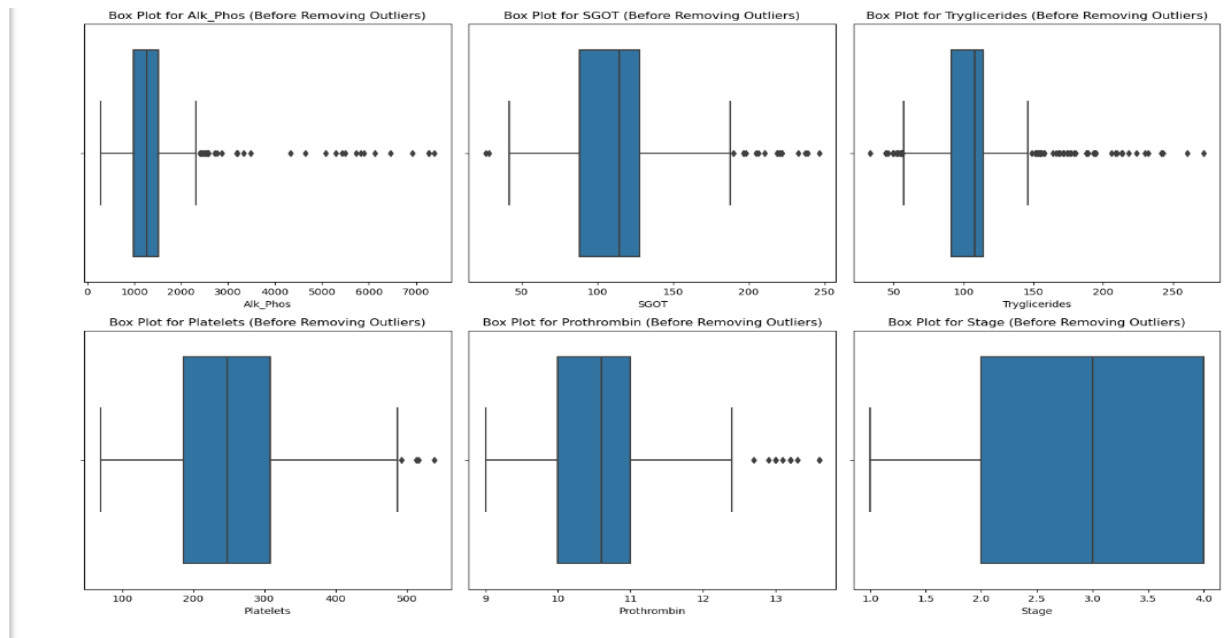 Box Plot for Alk_Phos (Before Removing Outliers)
Box Plot for SGOT (Before Removing Outliers)
Box Plot for Tryglicerides (Before Removing Outliers)
0 1000 2000 3000 4000 5000 6000 7000
Alk_Phos
50 100 150 200 250
SGOT
50 100 150 200 250
Tryglicerides
Box Plot for Platelets (Before Removing Outliers)
Box Plot for Prothrombin (Before Removing Outliers)
Box Plot for Stage (Before Removing Outliers)
100 200 300 400 500
Platelets
9 10 11 12 13
Prothrombin
1.0 1.5 2.0 2.5 3.0 3.5 4.0
Stage